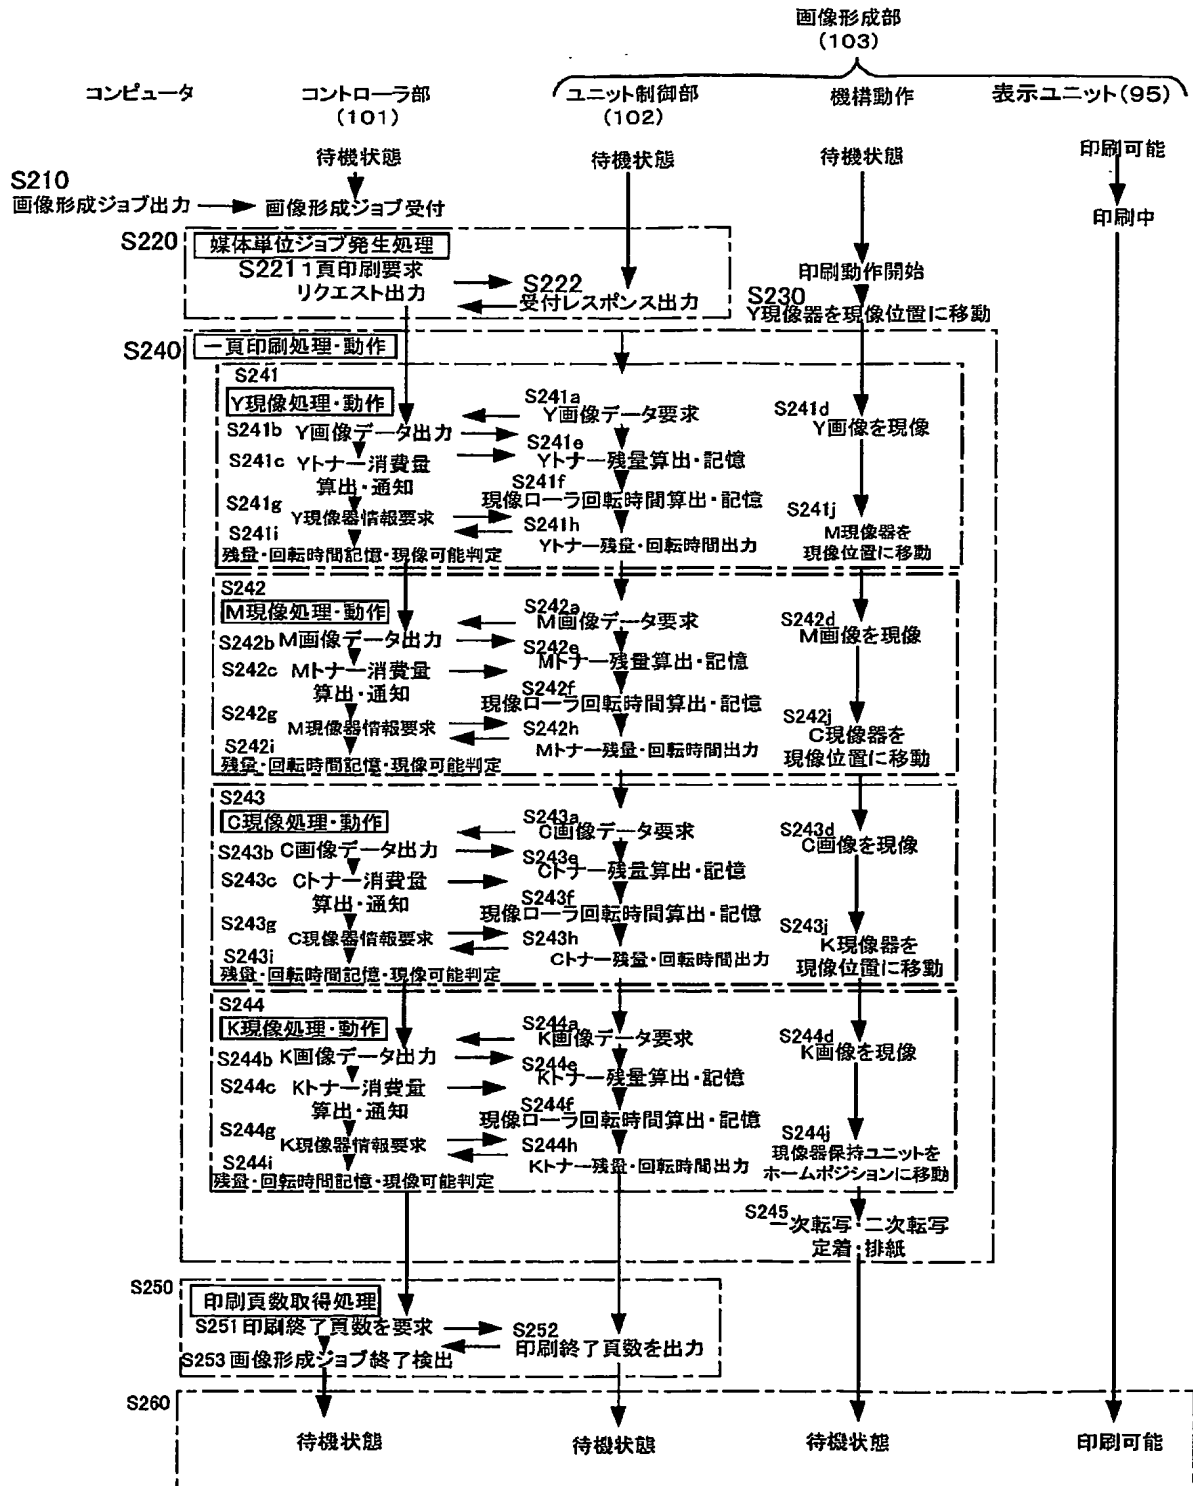 画像形成部
(103)
コンピュータ
コントローラ部
(101)
ユニット制御部
(102)
機構動作
表示ユニット(95)
待機状態
待機状態
待機状態
印刷可能
S210
画像形成ジョブ出力
画像形成ジョブ受付
印刷中
S220
媒体単位ジョブ発生処理
S221 1頁印刷要求
リクエスト出力
S222
受付レスポンス出力
印刷動作開始
S230
Y現像器を現像位置に移動
S240
一頁印刷処理・動作
S241
Y現像処理・動作
S241a
Y画像データ要求
S241b
Y画像データ出力
S241d
Y画像を現像
S241c
Yトナー消費量
算出・通知
S241e
Yトナー残量算出・記憶
S241f
現像ローラ回転時間算出・記憶
S241g
Y現像器情報要求
S241h
Yトナー残量・回転時間出力
S241i
残量・回転時間記憶・現像可能判定
S241j
M現像器を
現像位置に移動
S242
M現像処理・動作
S242a
M画像データ要求
S242b
M画像データ出力
S242d
M画像を現像
S242c
Mトナー消費量
算出・通知
S242e
Mトナー残量算出・記憶
S242f
現像ローラ回転時間算出・記憶
S242g
M現像器情報要求
S242h
Mトナー残量・回転時間出力
S242i
残量・回転時間記憶・現像可能判定
S242j
C現像器を
現像位置に移動
S243
C現像処理・動作
S243a
C画像データ要求
S243b
C画像データ出力
S243d
C画像を現像
S243c
Cトナー消費量
算出・通知
S243e
Cトナー残量算出・記憶
S243f
現像ローラ回転時間算出・記憶
S243g
C現像器情報要求
S243h
Cトナー残量・回転時間出力
S243i
残量・回転時間記憶・現像可能判定
S243j
K現像器を
現像位置に移動
S244
K現像処理・動作
S244a
K画像データ要求
S244b
K画像データ出力
S244d
K画像を現像
S244c
Kトナー消費量
算出・通知
S244e
Kトナー残量算出・記憶
S244f
現像ローラ回転時間算出・記憶
S244g
K現像器情報要求
S244h
Kトナー残量・回転時間出力
S244i
残量・回転時間記憶・現像可能判定
S244j
現像器保持ユニットを
ホームポジションに移動
S245
一次転写・二次転写
定着・排紙
S250
印刷頁数取得処理
S251 印刷終了頁数を要求
S252
印刷終了頁数を出力
S253 画像形成ジョブ終了検出
S260
待機状態
待機状態
待機状態
印刷可能